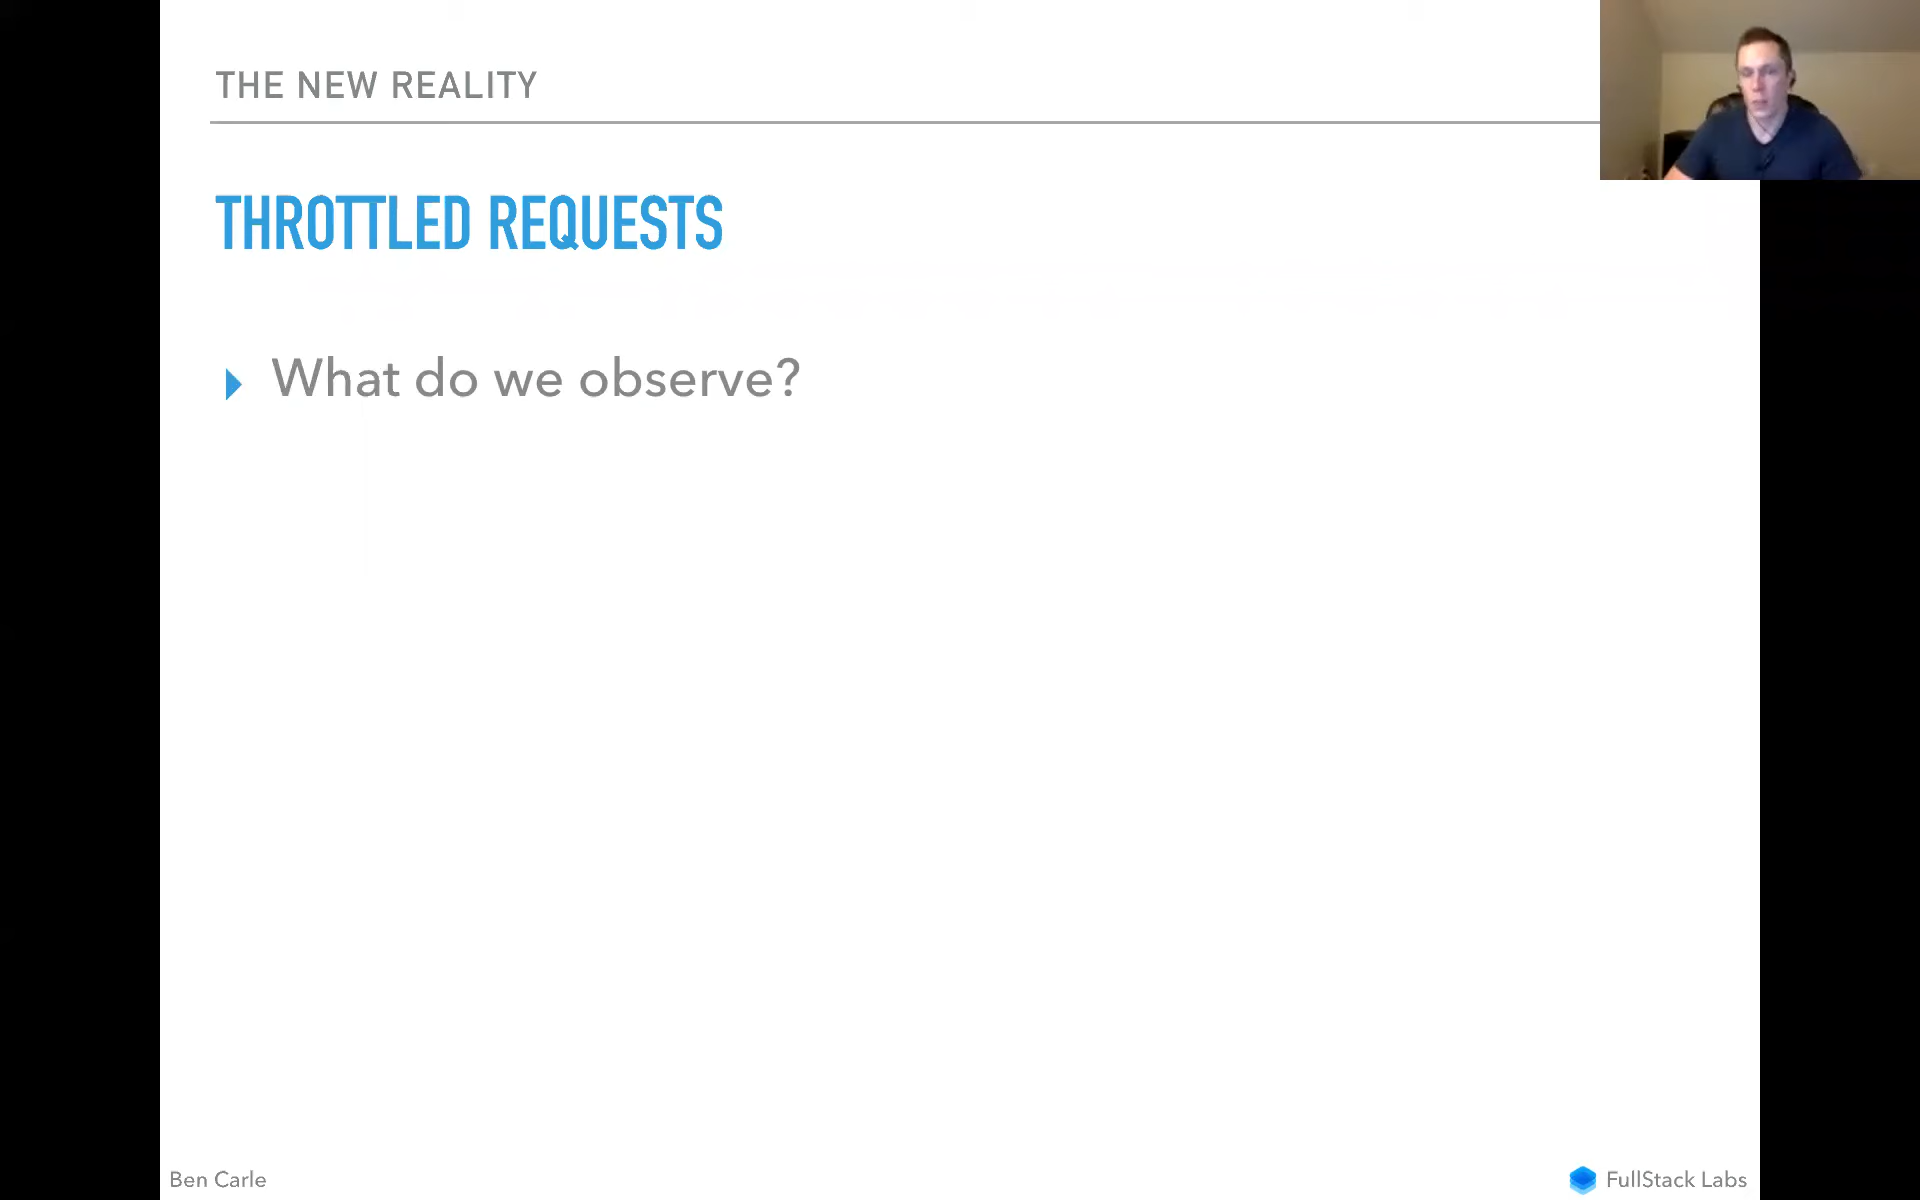 THE NEW REALITY
THROTTLED REQUESTS
What do we observe?
Ben Carle
FullStack Labs